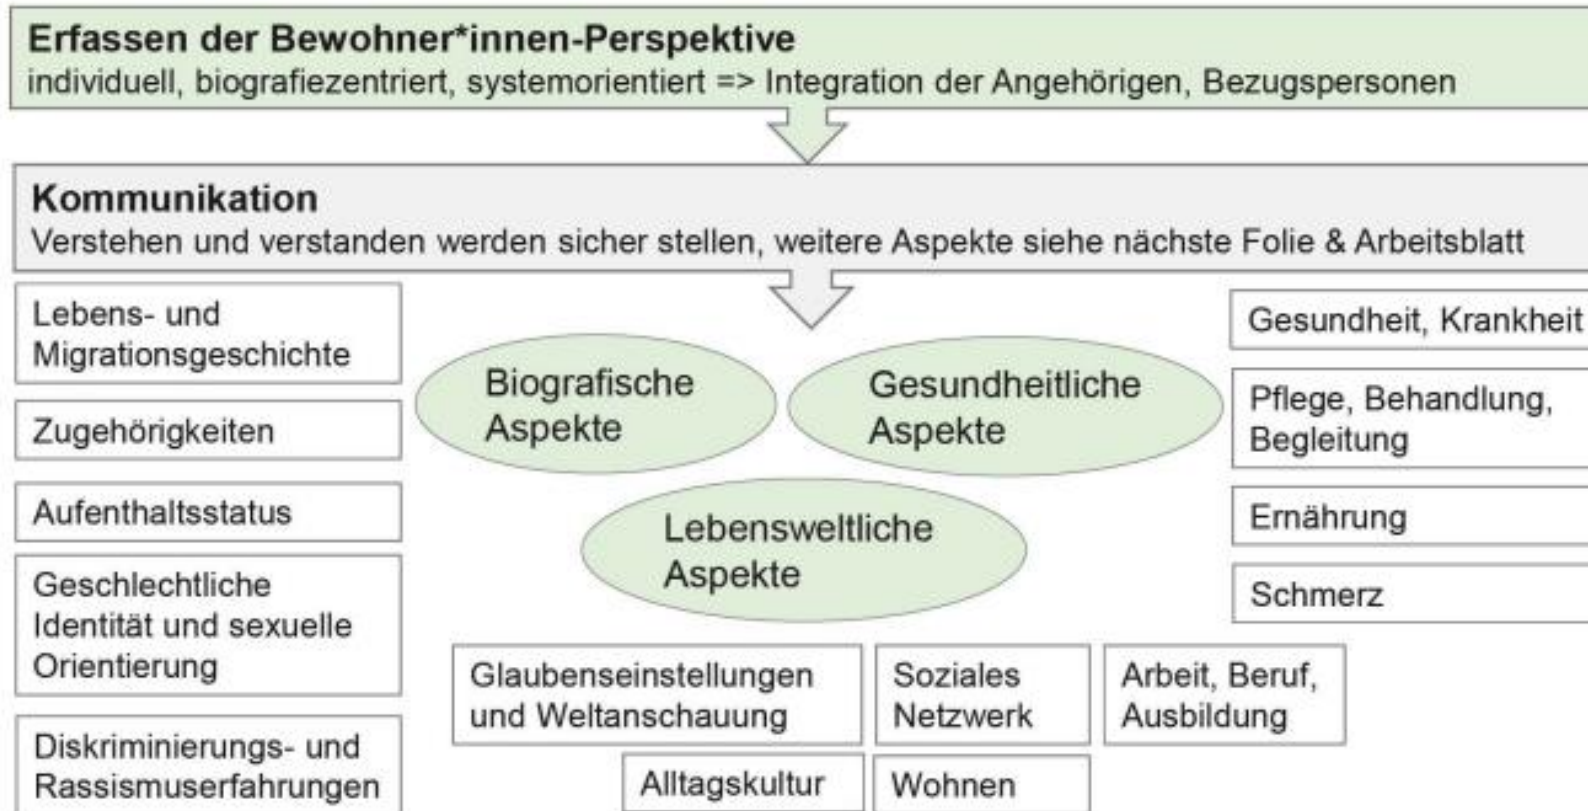 Erfassen der Bewohner*innen-Perspektive
individuell, biografiezentriert, systemorientiert => Integration der Angehörigen, Bezugspersonen
Kommunikation
Verstehen und verstanden werden sicher stellen, weitere Aspekte siehe nächste Folie & Arbeitsblatt
Lebens- und
Migrationsgeschichte
Zugehörigkeiten
Aufenthaltsstatus
Geschlechtliche
Identität und sexuelle
Orientierung
Diskriminierungs- und
Rassismuserfahrungen
Biografische
Aspekte
Gesundheitliche
Aspekte
Lebensweltliche
Aspekte
Gesundheit, Krankheit
Pflege, Behandlung,
Begleitung
Ernährung
Schmerz
Glaubenseinstellungen
und Weltanschauung
Soziales
Netzwerk
Arbeit, Beruf,
Ausbildung
Alltagskultur
Wohnen